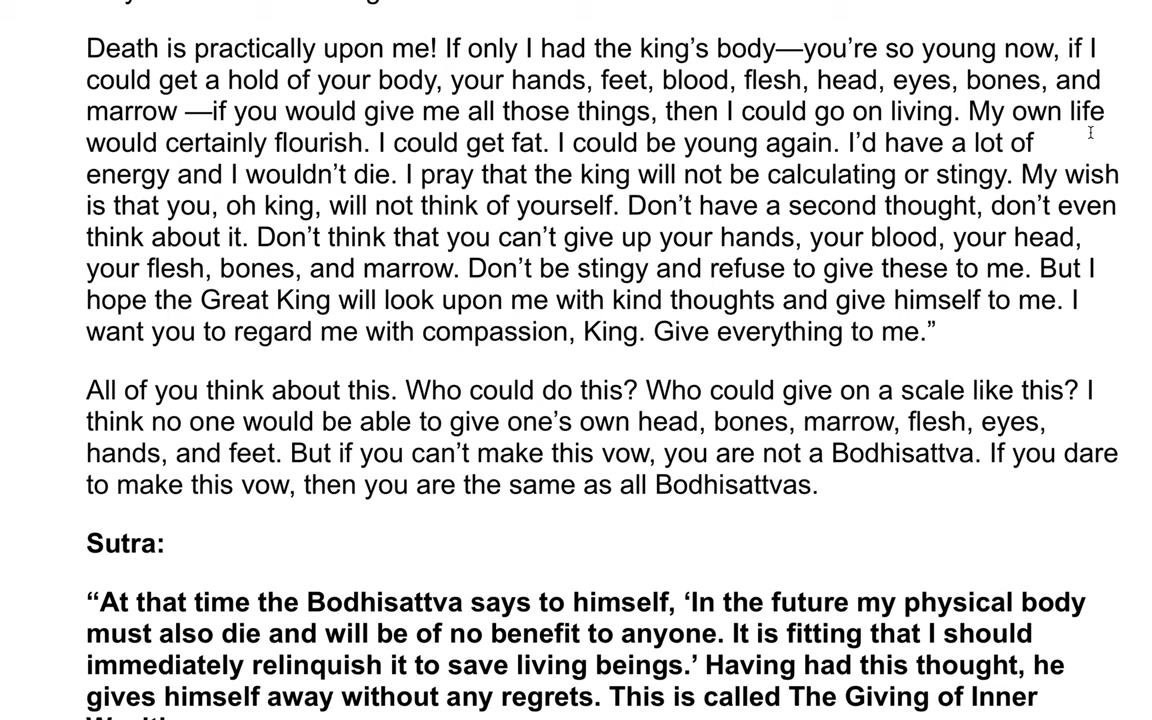 Death is practically upon me! If only I had the king’s body—you’re so young now, if I
could get a hold of your body, your hands, feet, blood, flesh, head, eyes, bones, and
marrow —if you would give me all those things, then I could go on living. My own life
would certainly flourish. I could get fat. I could be young again. I’d have a lot of
energy and I wouldn’t die. I pray that the king will not be calculating or stingy. My wish
is that you, oh king, will not think of yourself. Don’t have a second thought, don’t even
think about it. Don’t think that you can’t give up your hands, your blood, your head,
your flesh, bones, and marrow. Don’t be stingy and refuse to give these to me. But I
hope the Great King will look upon me with kind thoughts and give himself to me. I
want you to regard me with compassion, King. Give everything to me.”
All of you think about this. Who could do this? Who could give on a scale like this? I
think no one would be able to give one’s own head, bones, marrow, flesh, eyes,
hands, and feet. But if you can’t make this vow, you are not a Bodhisattva. If you dare
to make this vow, then you are the same as all Bodhisattvas.
Sutra:
“At that time the Bodhisattva says to himself, ‘In the future my physical body
must also die and will be of no benefit to anyone. It is fitting that I should
immediately relinquish it to save living beings.’ Having had this thought, he
gives himself away without any regrets. This is called The Giving of Inner